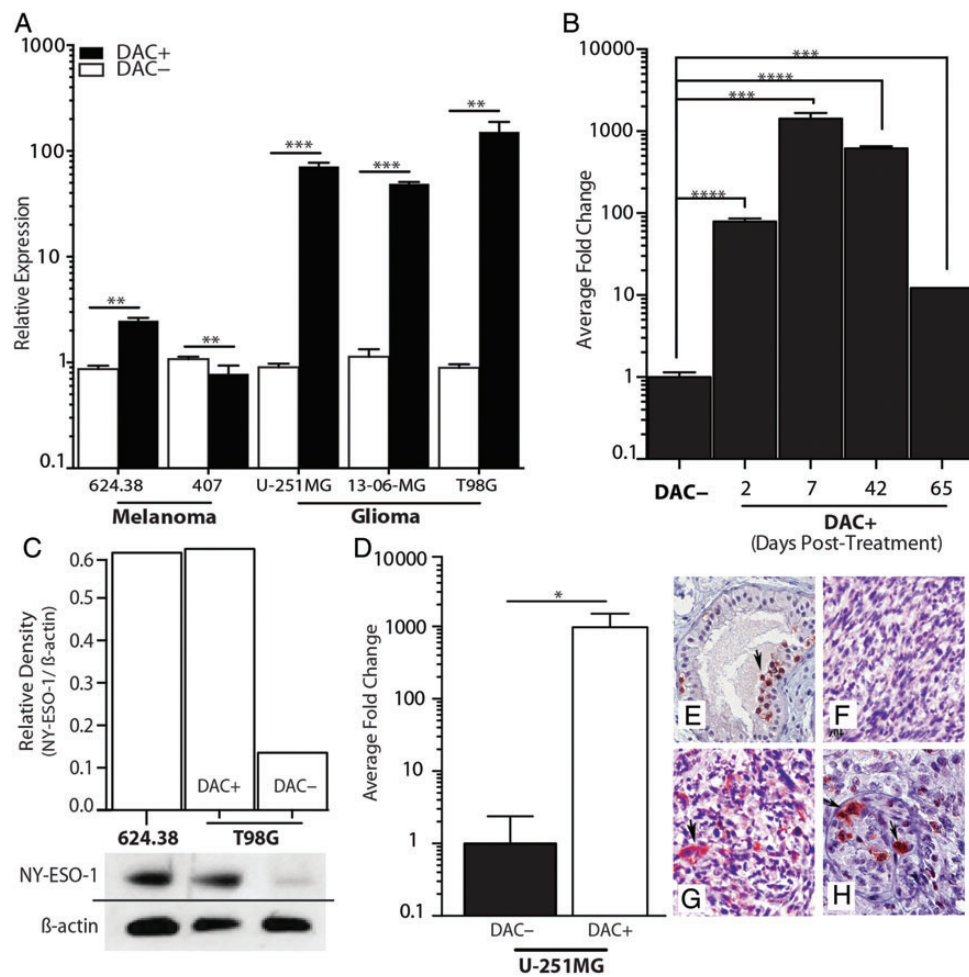 A
1000
100
10
1
0.1
Relative Expression
DAC+
DAC−
**
**
***
***
**
624.38
407
U-251MG
13-06-MG
T98G
Melanoma
Glioma
B
10000
1000
100
10
1
0.1
Average Fold Change
***
****
***
****
DAC−
2
7
42
65
DAC+
(Days Post-Treatment)
C
0.6
0.5
0.4
0.3
0.2
0.1
0.0
Relative Density
(NY-ESO-1/ ß-actin)
DAC+
DAC−
624.38
T98G
NY-ESO-1
ß-actin
D
10000
1000
100
10
1
0.1
Average Fold Change
*
DAC−
DAC+
U-251MG
E
F
G
H